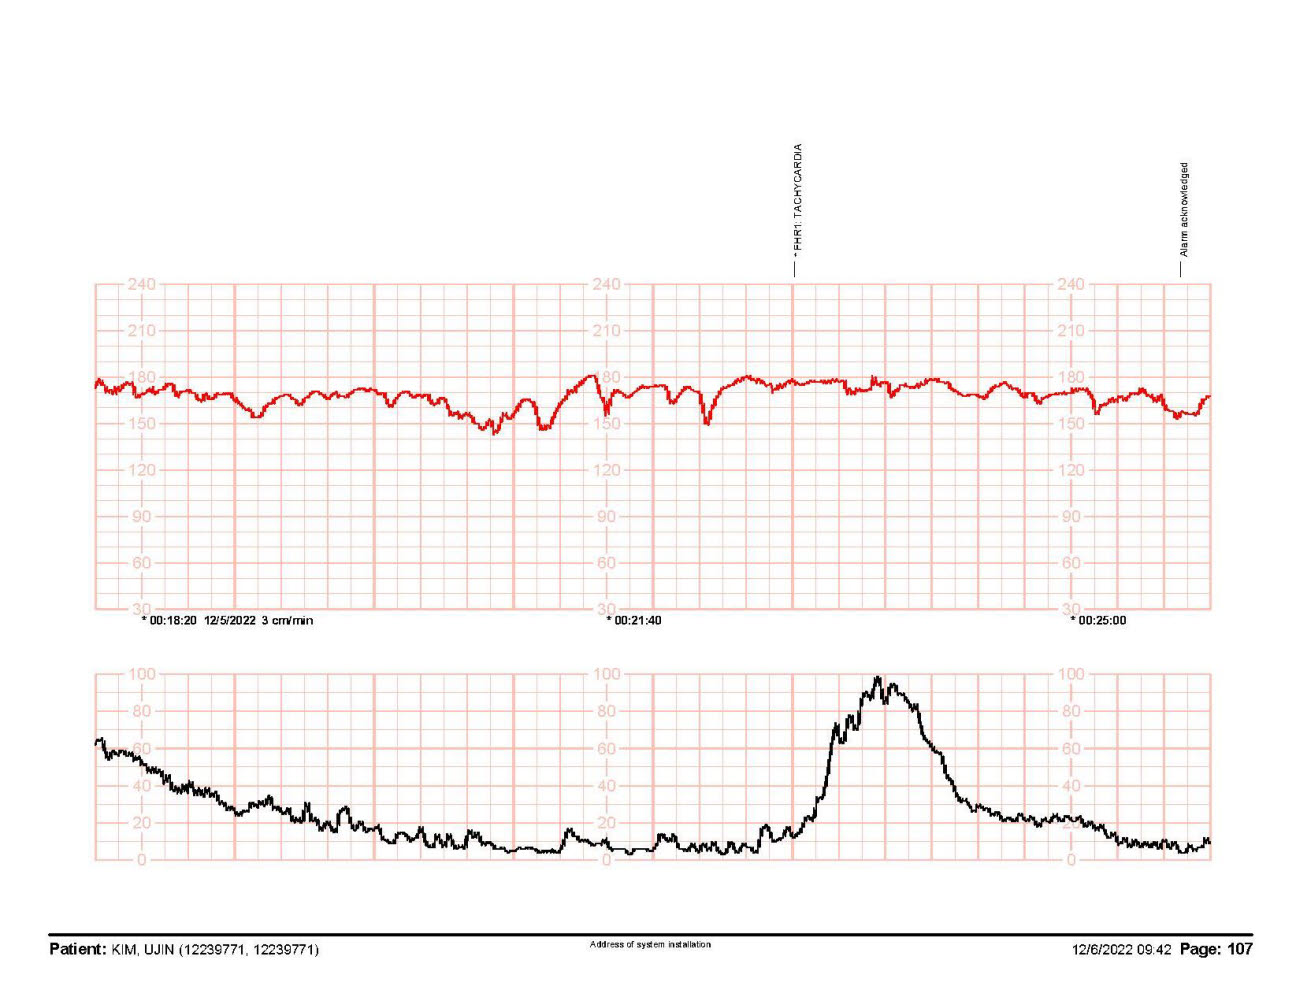 * FHR1: TACHYCARDIA
Alarm acknowledged
240 240 240
210 210 210
180 180 180
150 150 150
120 120 120
90 90 90
60 60 60
30 30 30
* 00:18:20 12/5/2022 3 cm/min * 00:21:40 * 00:25:00
100 100 100
80 80 80
60 60 60
40 40 40
20 20 20
0 0 0
Patient: KIM, UJIN (12239771, 12239771) Address of system installation 12/6/2022 09:42 Page: 107